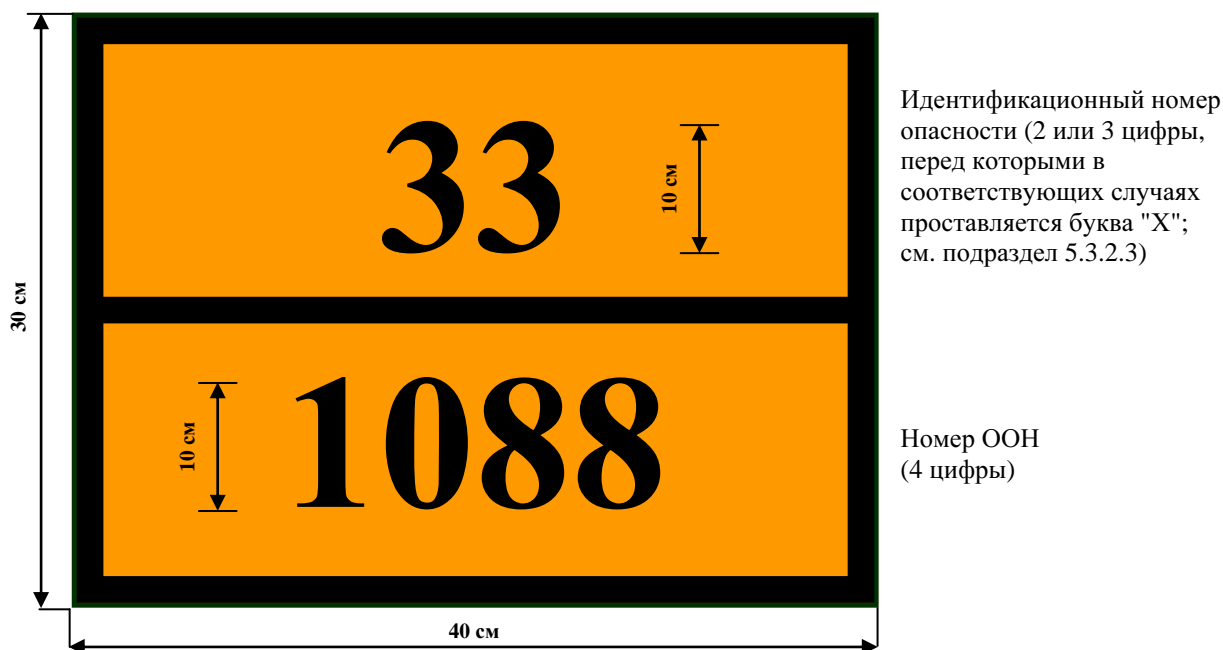 30 см
33
10 см
Идентификационный номер
опасности (2 или 3 цифры,
перед которыми в
соответствующих случаях
проставляется буква "X";
см. подраздел 5.3.2.3)
10 см
1088
Номер ООН
(4 цифры)
40 см